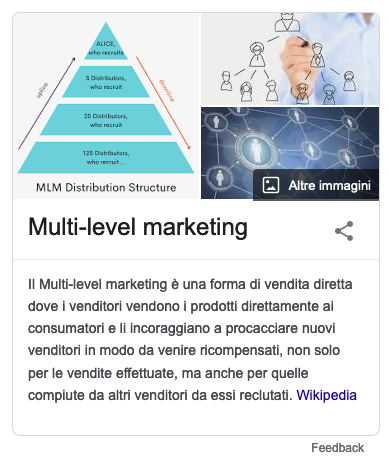 ALICE,
who recruits
5 Distributors,
who recruit
25 Distributors,
who recruit
125 Distributors,
who recruit...
upline
downline
MLM Distribution Structure
Altre immagini
Multi-level marketing
Il Multi-level marketing è una forma di vendita diretta
dove i venditori vendono i prodotti direttamente ai
consumatori e li incoraggiano a procacciare nuovi
venditori in modo da venire ricompensati, non solo
per le vendite effettuate, ma anche per quelle
compiute da altri venditori da essi reclutati. Wikipedia
Feedback